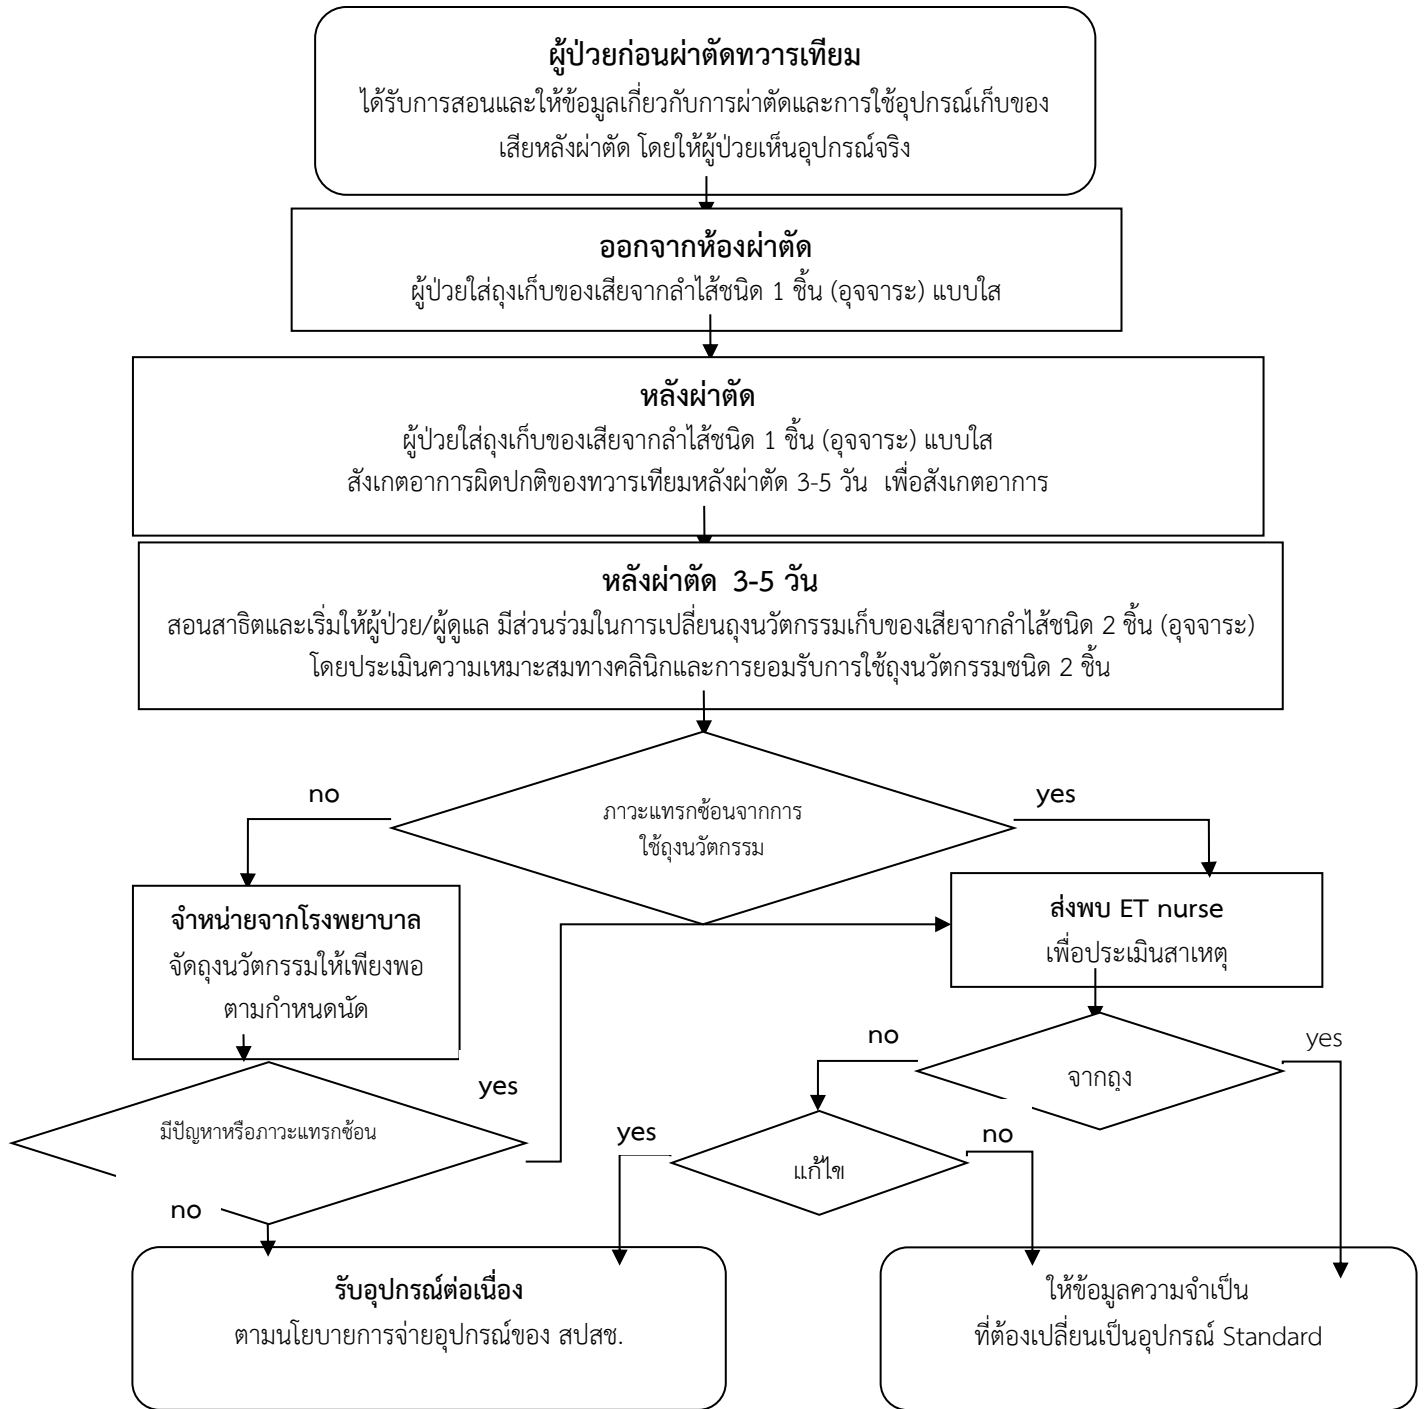 ผู้ป่วยก่อนผ่าตัดทวารเทียม
ได้รับการสอนและให้ข้อมูลเกี่ยวกับการผ่าตัดและการใช้อุปกรณ์เก็บของ
เสียหลังผ่าตัด โดยให้ผู้ป่วยเห็นอุปกรณ์จริง
ออกจากห้องผ่าตัด
ผู้ป่วยใส่ถุงเก็บของเสียจากลำไส้ชนิด 1 ชิ้น (อุจจาระ) แบบใส
หลังผ่าตัด
ผู้ป่วยใส่ถุงเก็บของเสียจากลำไส้ชนิด 1 ชิ้น (อุจจาระ) แบบใส
สังเกตอาการผิดปกติของทวารเทียมหลังผ่าตัด 3-5 วัน เพื่อสังเกตอาการ
หลังผ่าตัด 3-5 วัน
สอนสาธิตและเริ่มให้ผู้ป่วย/ผู้ดูแล มีส่วนร่วมในการเปลี่ยนถุงนวัตกรรมเก็บของเสียจากลำไส้ชนิด 2 ชิ้น (อุจจาระ)
โดยประเมินความเหมาะสมทางคลินิกและการยอมรับการใช้ถุงนวัตกรรมชนิด 2 ชิ้น
no
yes
ภาวะแทรกซ้อนจากการ
ใช้ถุงนวัตกรรม
จำหน่ายจากโรงพยาบาล
จัดถุงนวัตกรรมให้เพียงพอ
ตามกำหนดนัด
ส่งพบ ET nurse
เพื่อประเมินสาเหตุ
no
yes
จากถุง
yes
มีปัญหาหรือภาวะแทรกซ้อน
yes
no
แก้ไข
no
รับอุปกรณ์ต่อเนื่อง
ตามนโยบายการจ่ายอุปกรณ์ของ สปสช.
ให้ข้อมูลความจำเป็น
ที่ต้องเปลี่ยนเป็นอุปกรณ์ Standard